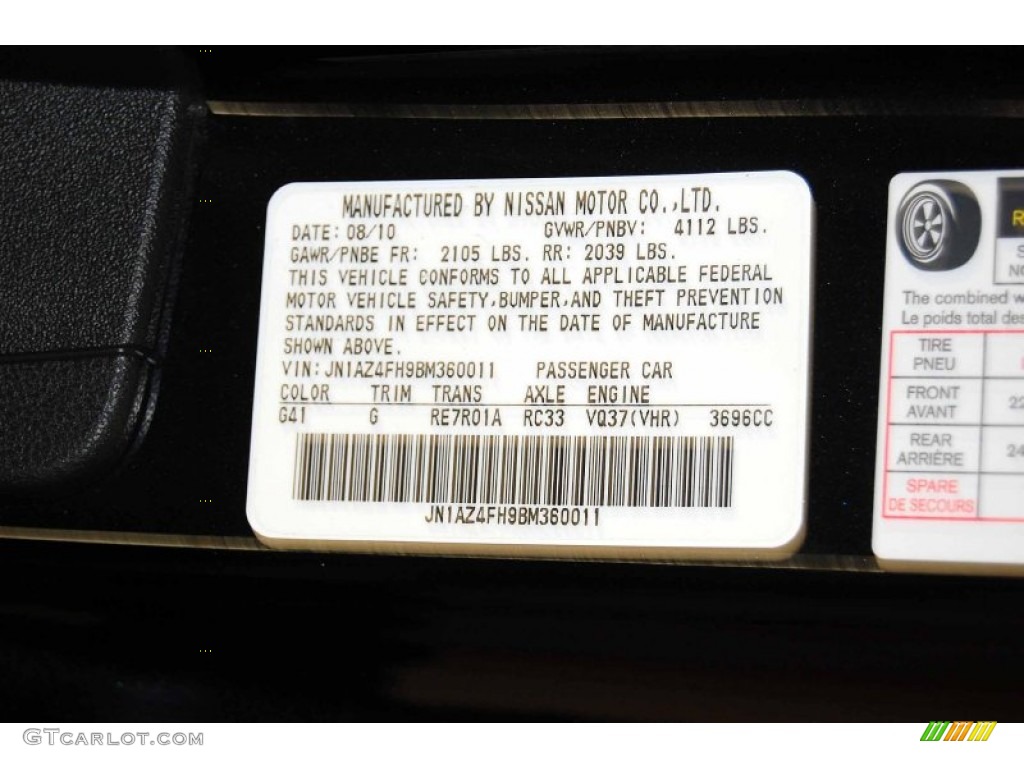 MANUFACTURED BY NISSAN MOTOR CO.,LTD.
DATE: 08/10 GVWR/PNBV: 4112 LBS.
GAWR/PNBE FR: 2105 LBS. RR: 2039 LBS.
THIS VEHICLE CONFORMS TO ALL APPLICABLE FEDERAL
MOTOR VEHICLE SAFETY,BUMPER,AND THEFT PREVENTION
STANDARDS IN EFFECT ON THE DATE OF MANUFACTURE
SHOWN ABOVE.
VIN: JN1AZ4FH9BM360011 PASSENGER CAR
COLOR TRIM TRANS AXLE ENGINE
G41 G RE7R01A RC33 VQ37(VHR) 3696CC
JN1AZ4FH9BM360011
The combined
Le poids total
TIRE
PNEU
FRONT
AVANT
REAR
ARRIÈRE
SPARE
DE SECOURS
GTCARLOT.COM